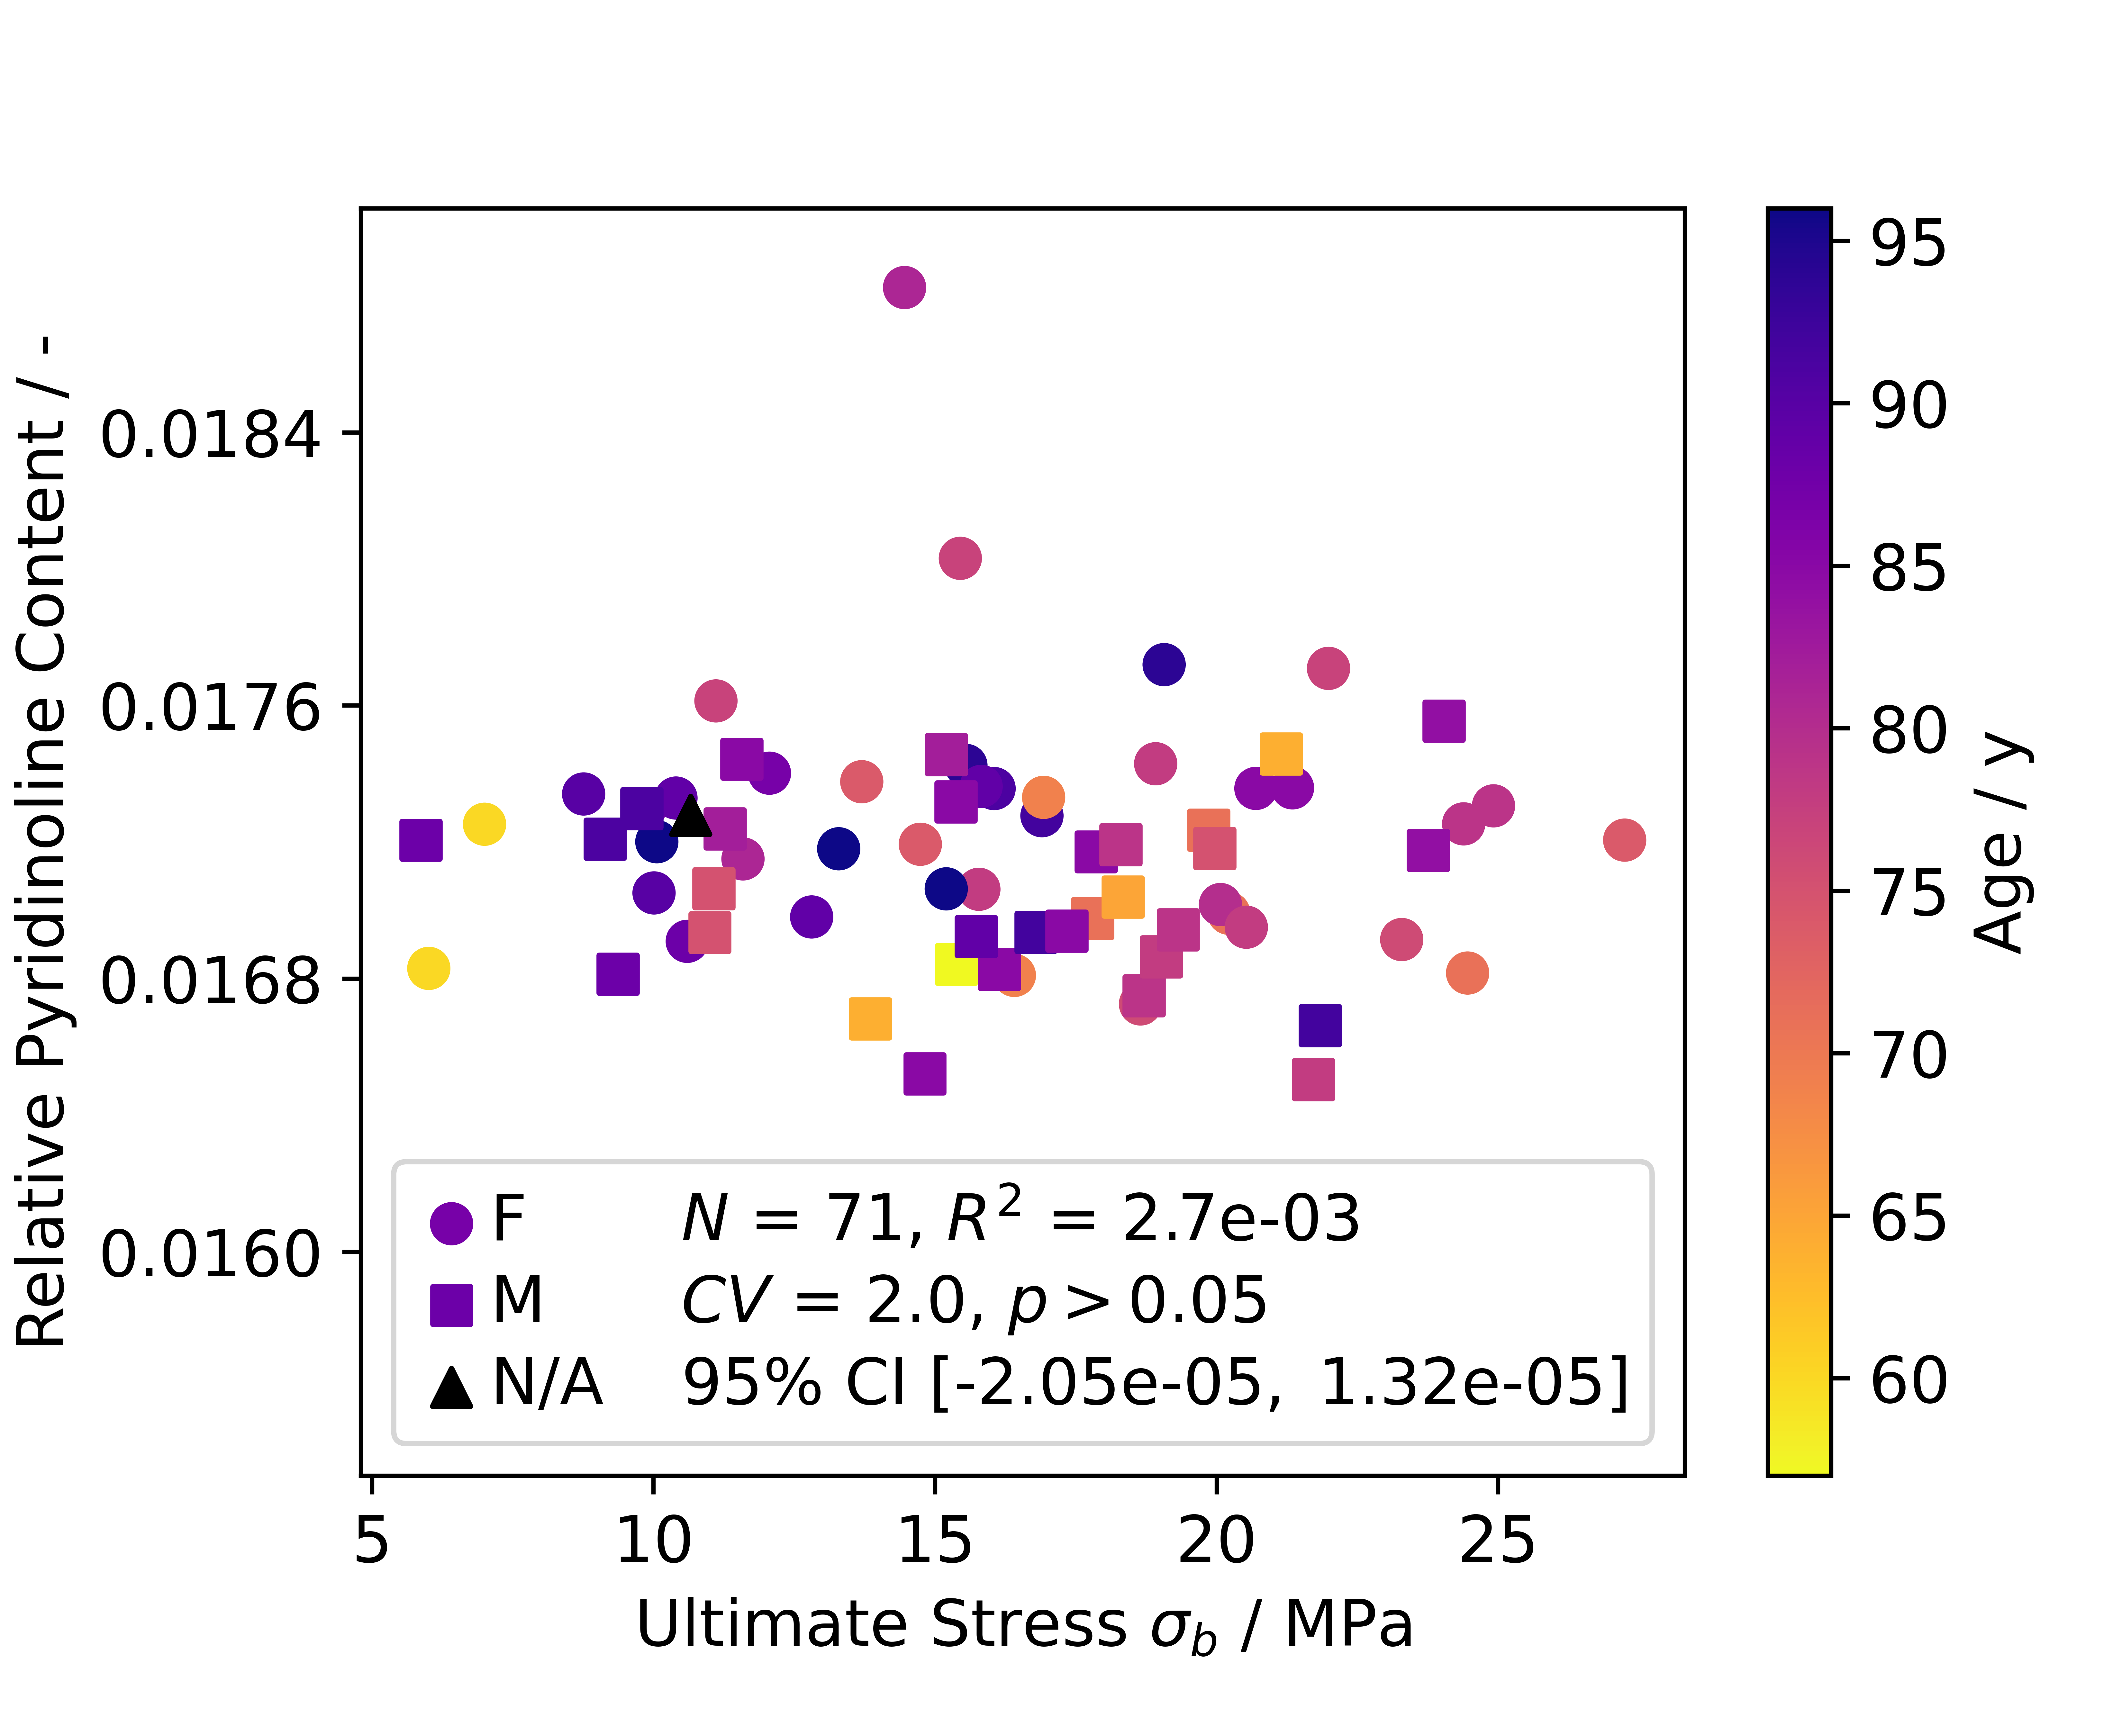 Relative Pyridinoline Content / -
0.0184
0.0176
0.0168
0.0160
F N = 71, R² = 2.7e-03
M CV = 2.0, p > 0.05
N/A 95% CI [-2.05e-05, 1.32e-05]
5 10 15 20 25
Ultimate Stress σb / MPa
95
90
85
80
75
70
65
60
Age / y